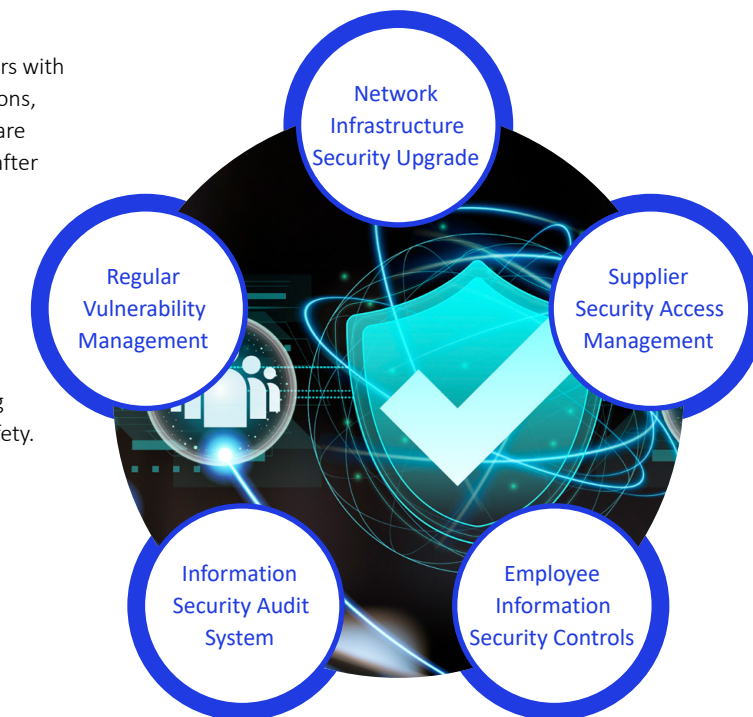 rs with
ons,
are
after
g
fety.
Network
Infrastructure
Security Upgrade
Supplier
Security Access
Management
Employee
Information
Security Controls
Information
Security Audit
System
Regular
Vulnerability
Management